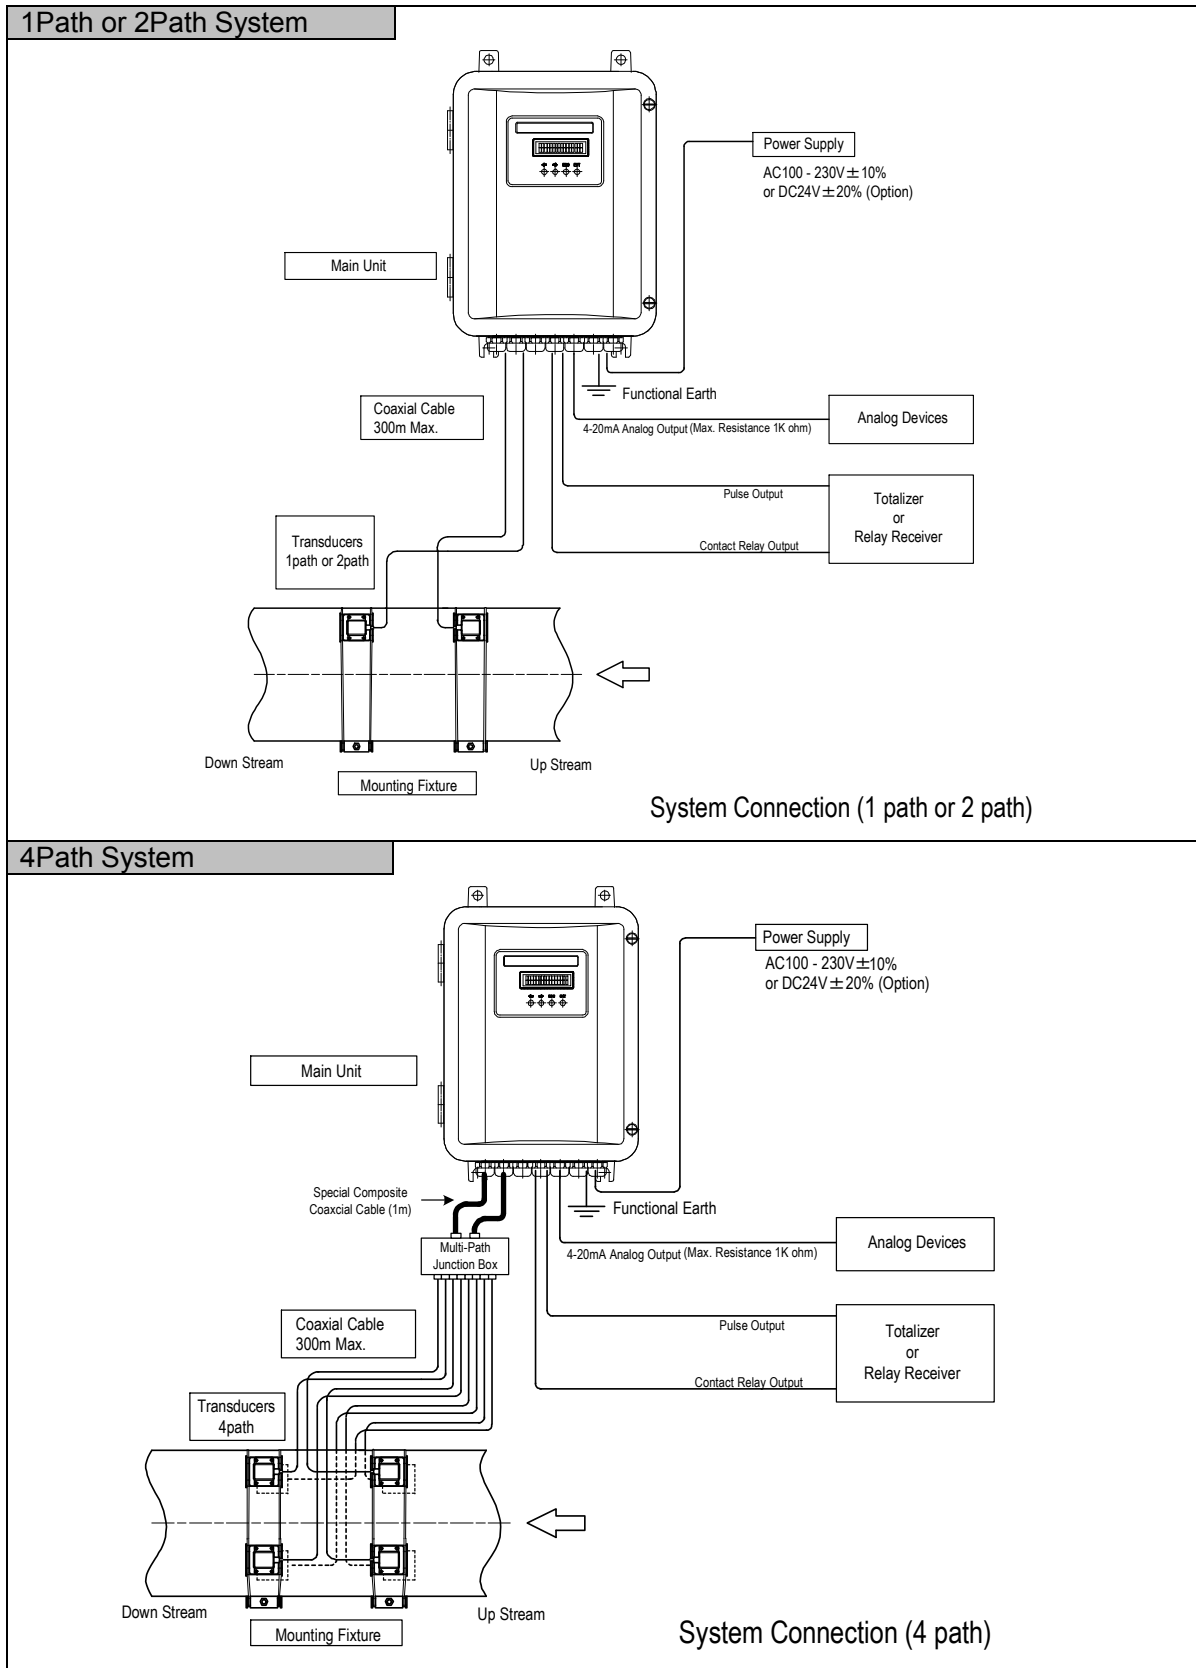 1Path or 2Path System
Power Supply
AC100 - 230V±10%
or DC24V±20% (Option)
Main Unit
Functional Earth
Coaxial Cable
300m Max.
4-20mA Analog Output (Max. Resistance 1K ohm)
Analog Devices
Pulse Output
Totalizer
or
Relay Receiver
Contact Relay Output
Transducers
1path or 2path
Down Stream
Up Stream
Mounting Fixture
System Connection (1 path or 2 path)
4Path System
Power Supply
AC100 - 230V±10%
or DC24V±20% (Option)
Main Unit
Special Composite
Coaxcial Cable (1m)
Functional Earth
Multi-Path
Junction Box
4-20mA Analog Output (Max. Resistance 1K ohm)
Analog Devices
Coaxial Cable
300m Max.
Pulse Output
Totalizer
or
Relay Receiver
Contact Relay Output
Transducers
4path
Down Stream
Up Stream
Mounting Fixture
System Connection (4 path)